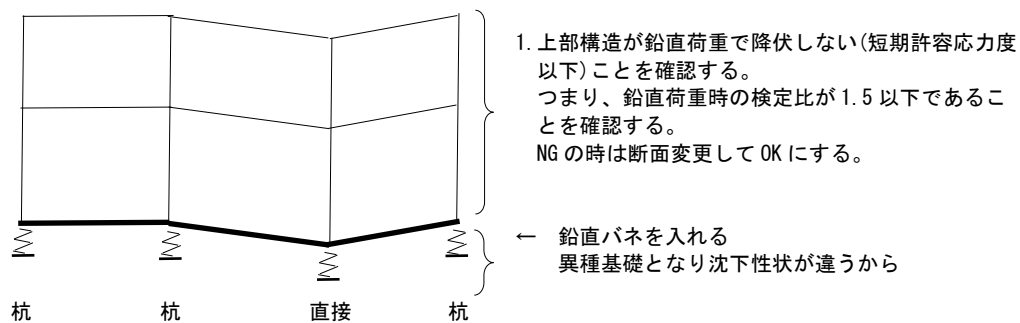 1. 上部構造が鉛直荷重で降伏しない(短期許容応力度
以下)ことを確認する。
つまり、鉛直荷重時の検定比が1.5以下であるこ
とを確認する。
NGの時は断面変更してOKにする。
← 鉛直バネを入れる
異種基礎となり沈下性状が違うから
杭 杭 直接 杭